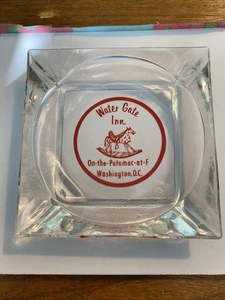 Water Gate
Inn
On-the-Potomac-at-F
Washington, D.C.